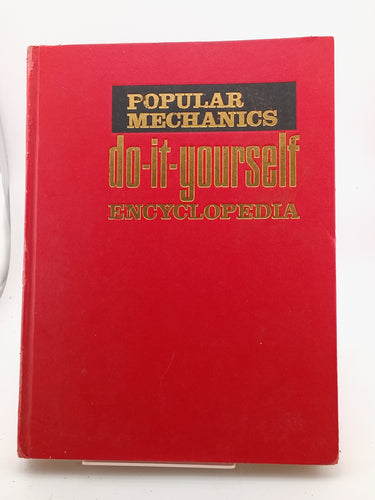 POPULAR
MECHANICS
do-it-yourself
ENCYCLOPEDIA